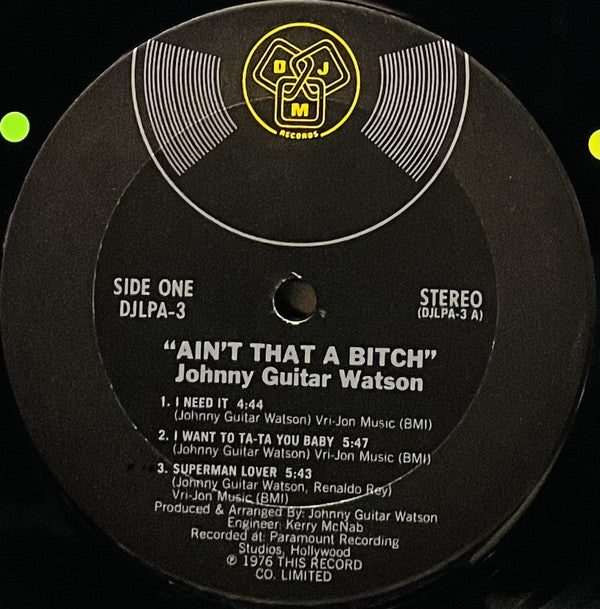 D J
M
RECORDS
SIDE ONE
DJLPA-3
STEREO
(DJLPA-3 A)
"AIN'T THAT A BITCH"
Johnny Guitar Watson
1. I NEED IT 4:44
(Johnny Guitar Watson) Vri-Jon Music (BMI)
2. I WANT TO TA-TA YOU BABY 5:47
(Johnny Guitar Watson) Vri-Jon Music (BMI)
3. SUPERMAN LOVER 5:43
(Johnny Guitar Watson, Renaldo Rey)
Vri-Jon Music (BMI)
Produced & Arranged By: Johnny Guitar Watson
Engineer: Kerry McNab
Recorded at: Paramount Recording
Studios, Hollywood
℗ 1976 THIS RECORD
CO. LIMITED